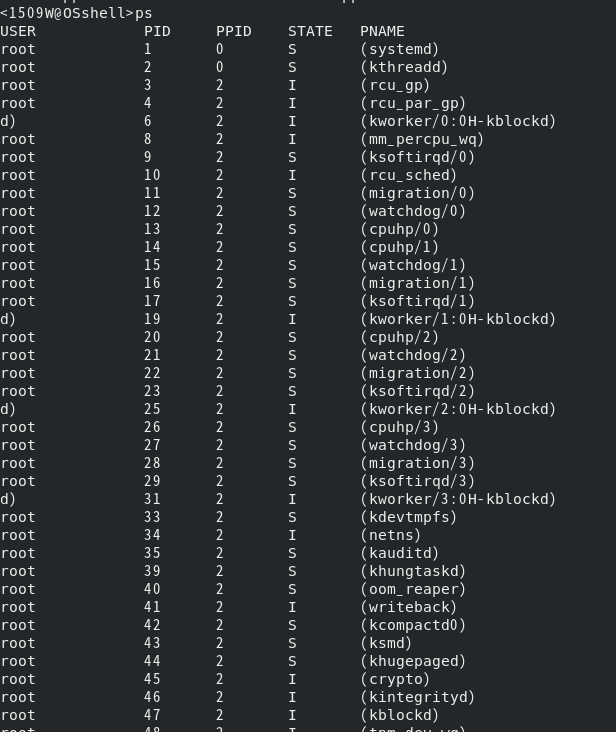 <1509W@OSshell>ps
USER PID PPID STATE PNAME
root 1 0 S (systemd)
root 2 0 S (kthreadd)
root 3 2 I (rcu_gp)
root 4 2 I (rcu_par_gp)
d) 6 2 I (kworker/0:0H-kblockd)
root 8 2 I (mm_percpu_wq)
root 9 2 S (ksoftirqd/0)
root 10 2 I (rcu_sched)
root 11 2 S (migration/0)
root 12 2 S (watchdog/0)
root 13 2 S (cpuhp/0)
root 14 2 S (cpuhp/1)
root 15 2 S (watchdog/1)
root 16 2 S (migration/1)
root 17 2 S (ksoftirqd/1)
d) 19 2 I (kworker/1:0H-kblockd)
root 20 2 S (cpuhp/2)
root 21 2 S (watchdog/2)
root 22 2 S (migration/2)
root 23 2 S (ksoftirqd/2)
d) 25 2 I (kworker/2:0H-kblockd)
root 26 2 S (cpuhp/3)
root 27 2 S (watchdog/3)
root 28 2 S (migration/3)
root 29 2 S (ksoftirqd/3)
d) 31 2 I (kworker/3:0H-kblockd)
root 33 2 S (kdevtmpfs)
root 34 2 I (netns)
root 35 2 S (kauditd)
root 39 2 S (khungtaskd)
root 40 2 S (oom_reaper)
root 41 2 I (writeback)
root 42 2 S (kcompactd0)
root 43 2 S (ksmd)
root 44 2 S (khugepaged)
root 45 2 I (crypto)
root 46 2 I (kintegrityd)
root 47 2 I (kblockd)
root 48 2 I (tpm_dev_wq)